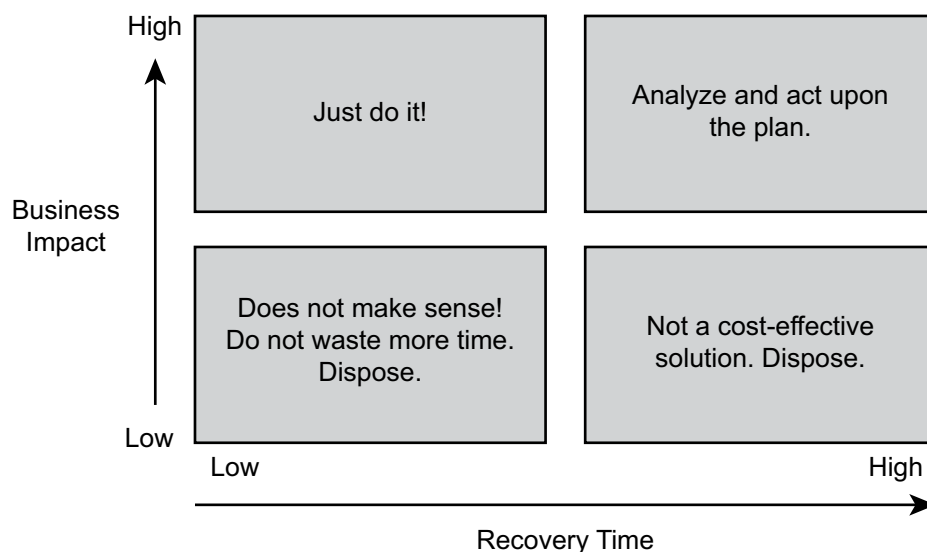 High
Just do it!
Analyze and act upon
the plan.
Business
Impact
Does not make sense!
Do not waste more time.
Dispose.
Not a cost-effective
solution. Dispose.
Low
Low
High
Recovery Time